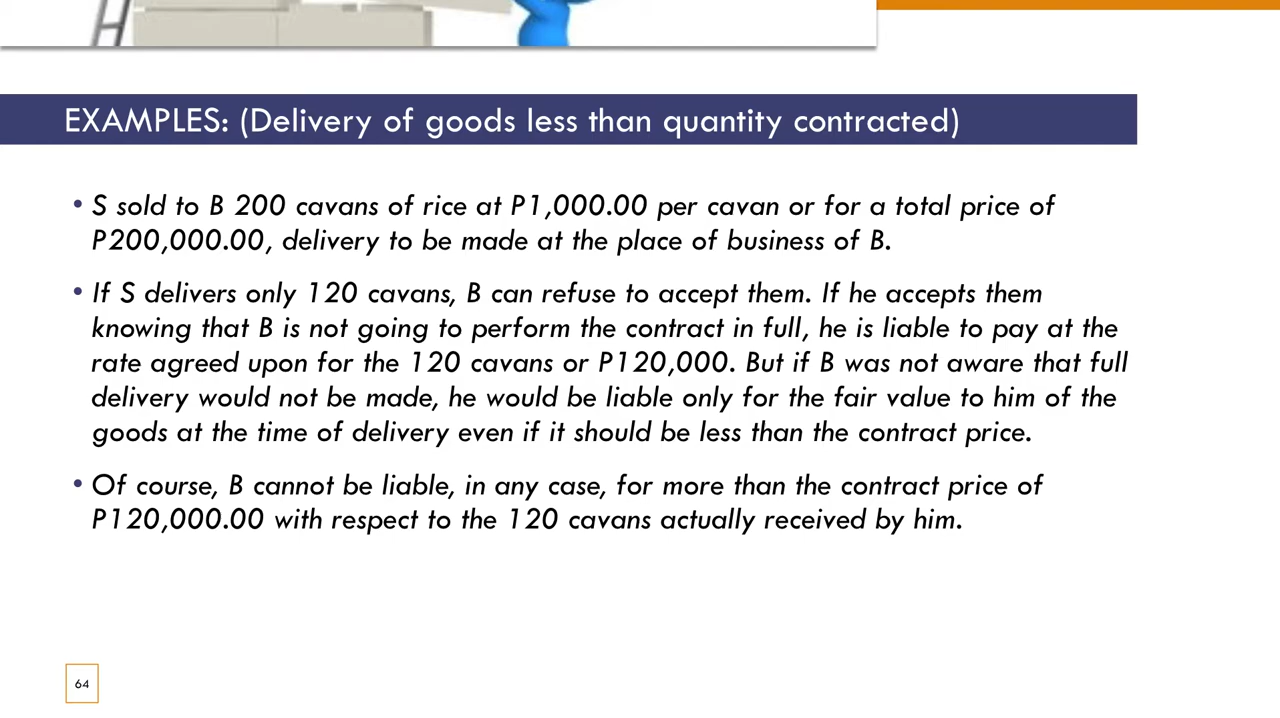 EXAMPLES: (Delivery of goods less than quantity contracted)
• S sold to B 200 cavans of rice at P1,000.00 per cavan or for a total price of
P200,000.00, delivery to be made at the place of business of B.
• If S delivers only 120 cavans, B can refuse to accept them. If he accepts them
knowing that B is not going to perform the contract in full, he is liable to pay at the
rate agreed upon for the 120 cavans or P120,000. But if B was not aware that full
delivery would not be made, he would be liable only for the fair value to him of the
goods at the time of delivery even if it should be less than the contract price.
• Of course, B cannot be liable, in any case, for more than the contract price of
P120,000.00 with respect to the 120 cavans actually received by him.
64